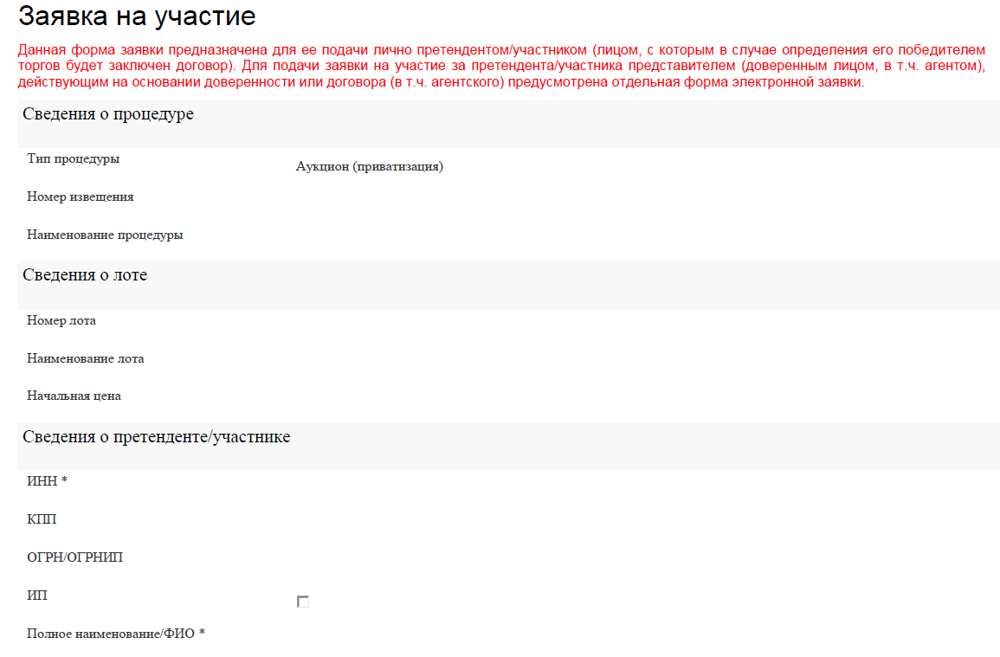 Заявка на участие
Данная форма заявки предназначена для ее подачи лично претендентом/участником (лицом, с которым в случае определения его победителем
торгов будет заключен договор). Для подачи заявки на участие за претендента/участника представителем (доверенным лицом, в т.ч. агентом),
действующим на основании доверенности или договора (в т.ч. агентского) предусмотрена отдельная форма электронной заявки.
Сведения о процедуре
Тип процедуры Аукцион (приватизация)
Номер извещения
Наименование процедуры
Сведения о лоте
Номер лота
Наименование лота
Начальная цена
Сведения о претенденте/участнике
ИНН *
КПП
ОГРН/ОГРНИП
ИП
Полное наименование/ФИО *